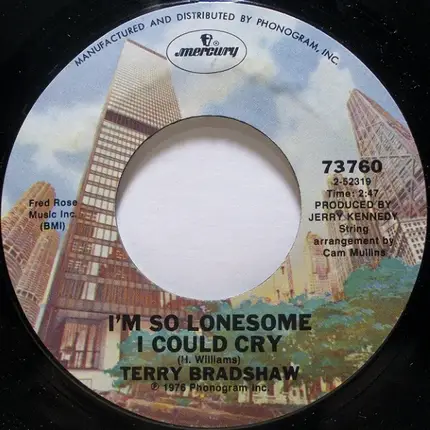 MANUFACTURED AND DISTRIBUTED BY PHONOGRAM, INC.
mercury
73760
2-52319
Time: 2:47
PRODUCED BY
JERRY KENNEDY
String
arrangement by
Cam Mullins
Fred Rose
Music Inc.
(BMI)
I'M SO LONESOME
I COULD CRY
(H. Williams)
TERRY BRADSHAW
℗ 1976 Phonogram Inc.